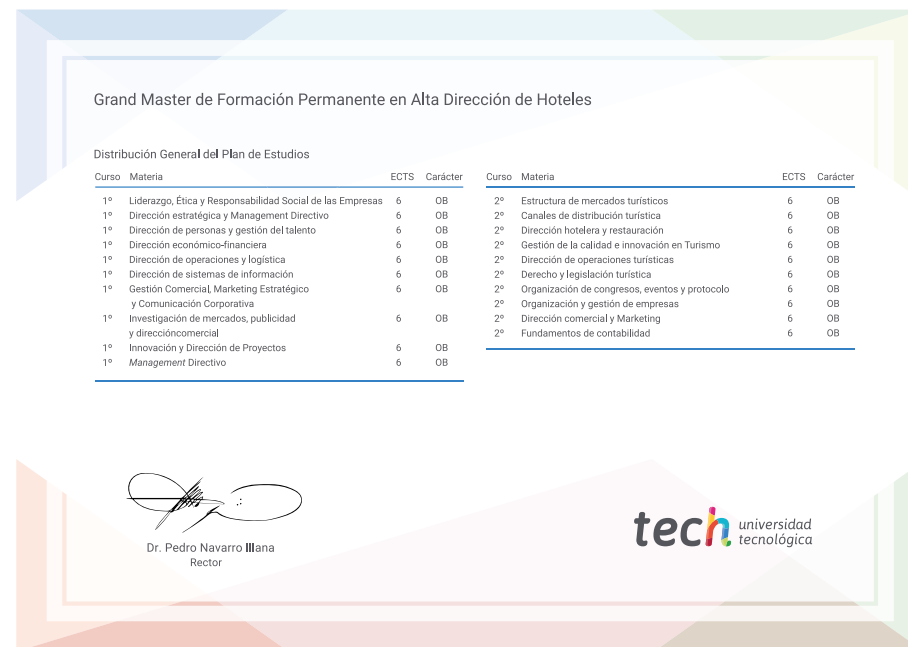 Grand Master de Formación Permanente en Alta Dirección de Hoteles
Distribución General del Plan de Estudios
Curso Materia ECTS Carácter
1º Liderazgo, Ética y Responsabilidad Social de las Empresas 6 OB
1º Dirección estratégica y Management Directivo 6 OB
1º Dirección de personas y gestión del talento 6 OB
1º Dirección económico-financiera 6 OB
1º Dirección de operaciones y logística 6 OB
1º Dirección de sistemas de información 6 OB
1º Gestión Comercial, Marketing Estratégico 6 OB
y Comunicación Corporativa
1º Investigación de mercados, publicidad 6 OB
y direccióncomercial
1º Innovación y Dirección de Proyectos 6 OB
1º Management Directivo 6 OB
Curso Materia ECTS Carácter
2º Estructura de mercados turísticos 6 OB
2º Canales de distribución turística 6 OB
2º Dirección hotelera y restauración 6 OB
2º Gestión de la calidad e innovación en Turismo 6 OB
2º Dirección de operaciones turísticas 6 OB
2º Derecho y legislación turística 6 OB
2º Organización de congresos, eventos y protocolo 6 OB
2º Organización y gestión de empresas 6 OB
2º Dirección comercial y Marketing 6 OB
2º Fundamentos de contabilidad 6 OB
Dr. Pedro Navarro Illana
Rector
tech universidad
tecnológica